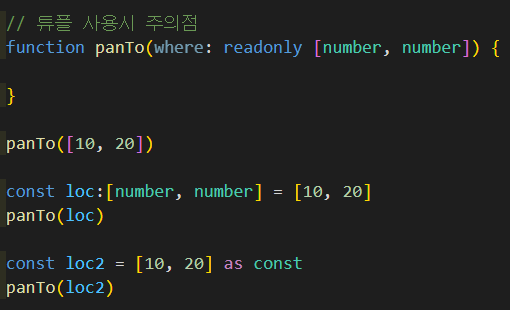 // 튜플 사용시 주의점
function panTo(where: readonly [number, number]) {
}
panTo([10, 20])
const loc:[number, number] = [10, 20]
panTo(loc)
const loc2 = [10, 20] as const
panTo(loc2)